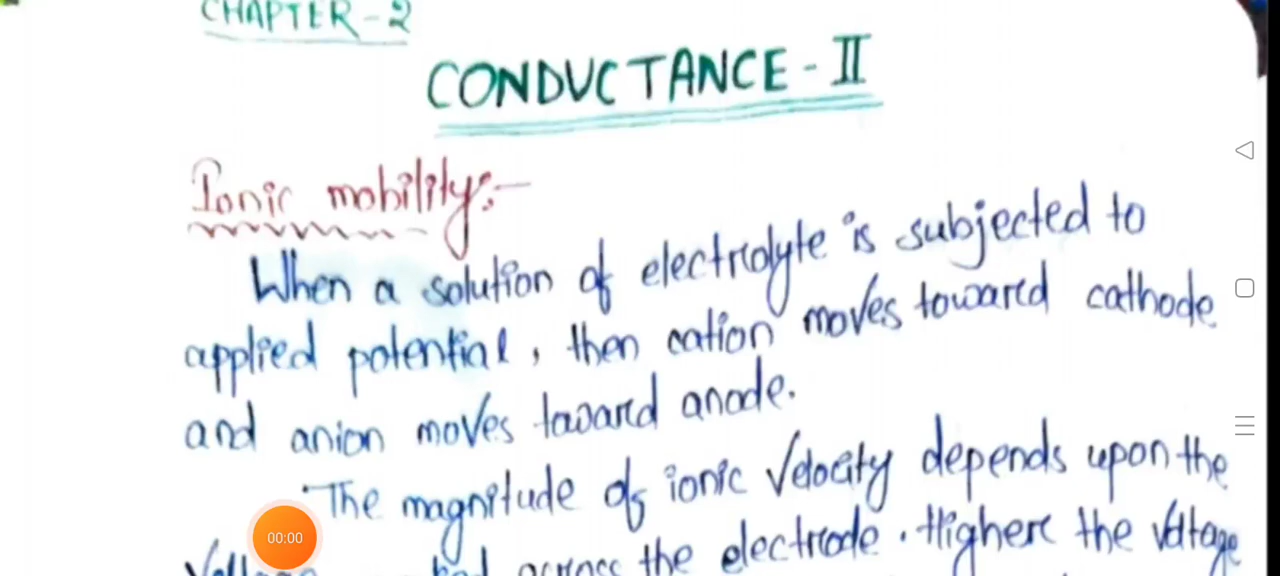 CHAPTER-2
CONDUCTANCE-II
Ionic mobility:-
When a solution of electrolyte is subjected to
applied potential, then cation moves toward cathode
and anion moves toward anode.
The magnitude of ionic velocity depends upon the
across the electrode. Higher the voltage
00:00